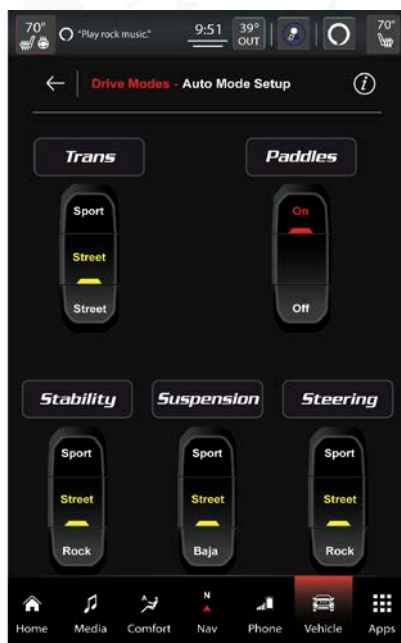 70° "Play rock music." 9:51 39° OUT 70°
Drive Modes - Auto Mode Setup
Trans Paddles
Sport On
Street
Street Off
Stability Suspension Steering
Sport Sport Sport
Street Street Street
Rock Baja Rock
N
Home Media Comfort Nav Phone Vehicle Apps